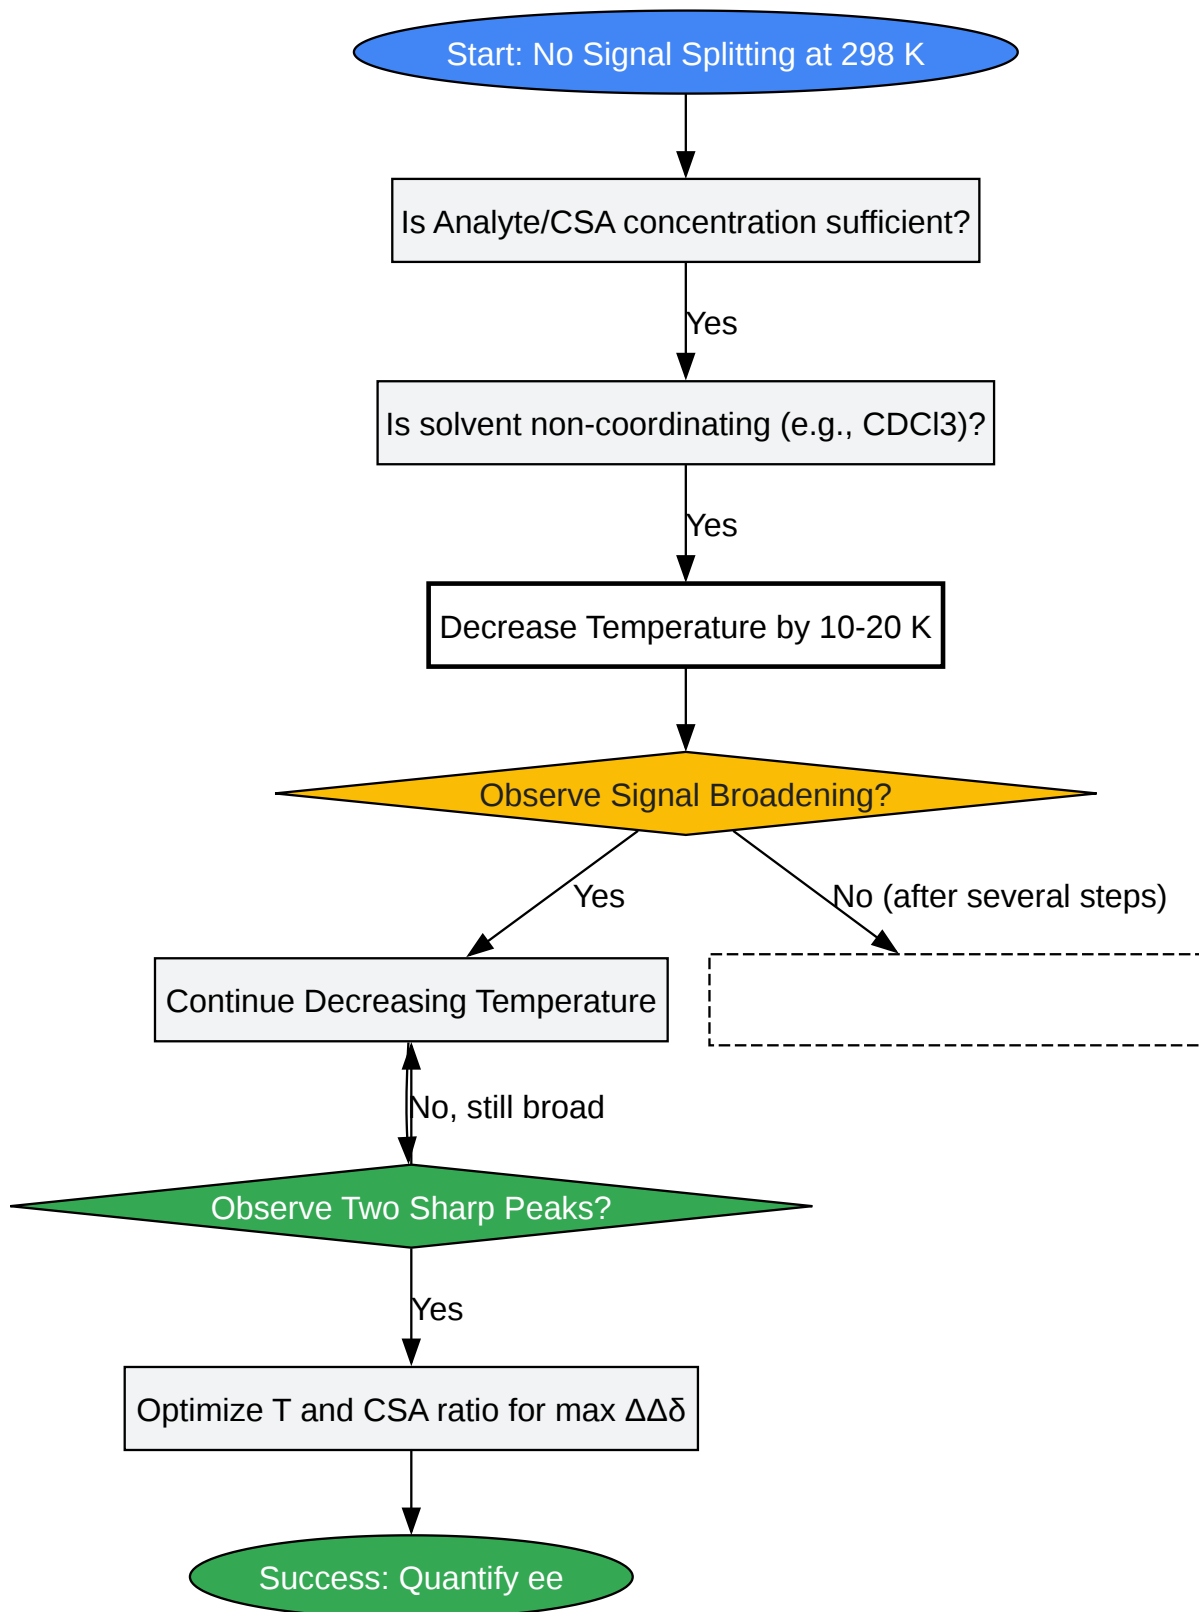 Start: No Signal Splitting at 298 K
Is Analyte/CSA concentration sufficient?
Yes
Is solvent non-coordinating (e.g., CDCl3)?
Yes
Decrease Temperature by 10-20 K
Observe Signal Broadening?
Yes
No (after several steps)
Continue Decreasing Temperature
No, still broad
Observe Two Sharp Peaks?
Yes
Optimize T and CSA ratio for max ΔΔδ
Success: Quantify ee